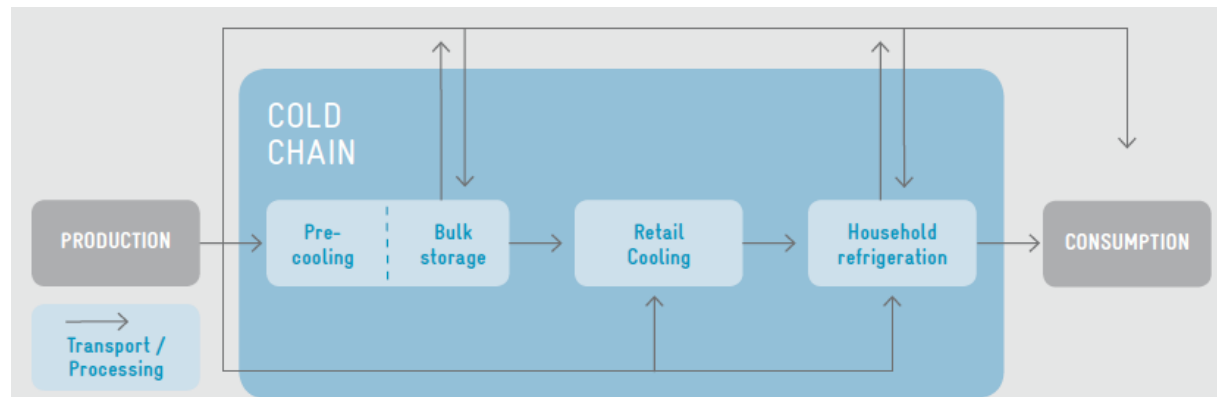 COLD
CHAIN
PRODUCTION
Pre-
cooling
Bulk
storage
Retail
Cooling
Household
refrigeration
CONSUMPTION
Transport /
Processing